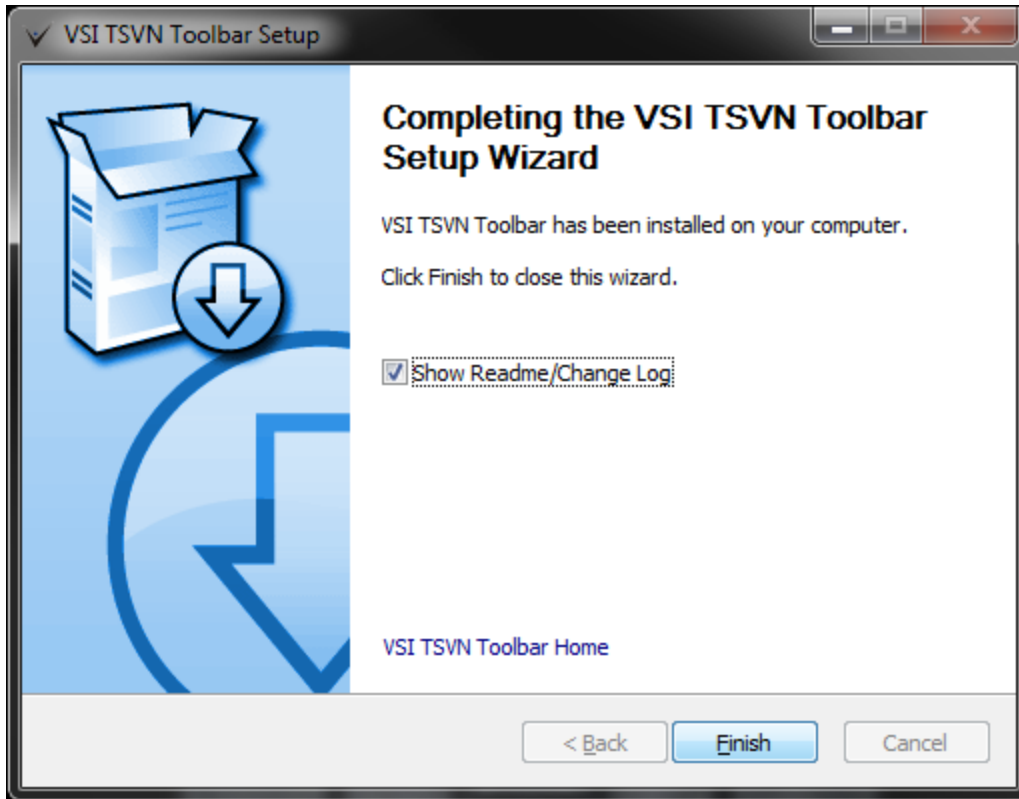 VSI TSVN Toolbar Setup
Completing the VSI TSVN Toolbar
Setup Wizard
VSI TSVN Toolbar has been installed on your computer.
Click Finish to close this wizard.
Show Readme/Change Log
VSI TSVN Toolbar Home
< Back
Finish
Cancel